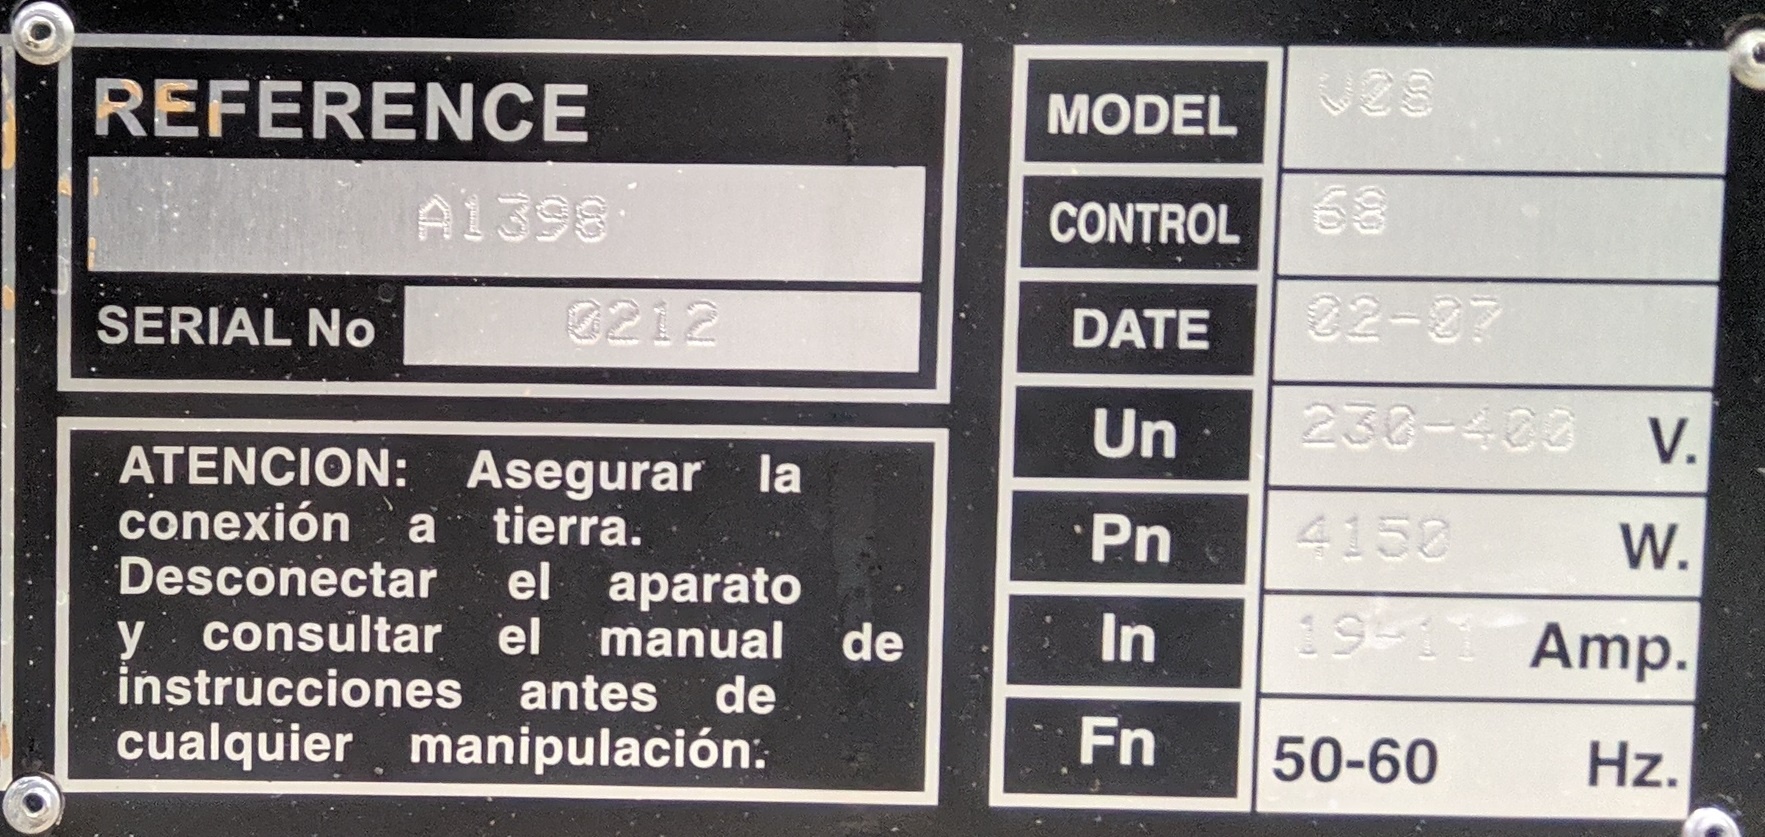 REFERENCE
A1398
SERIAL No 0212
ATENCION: Asegurar la
conexión a tierra.
Desconectar el aparato
y consultar el manual de
instrucciones antes de
cualquier manipulación.
MODEL V08
CONTROL 68
DATE 02-07
Un 230-400 V.
Pn 4150 W.
In 19-11 Amp.
Fn 50-60 Hz.